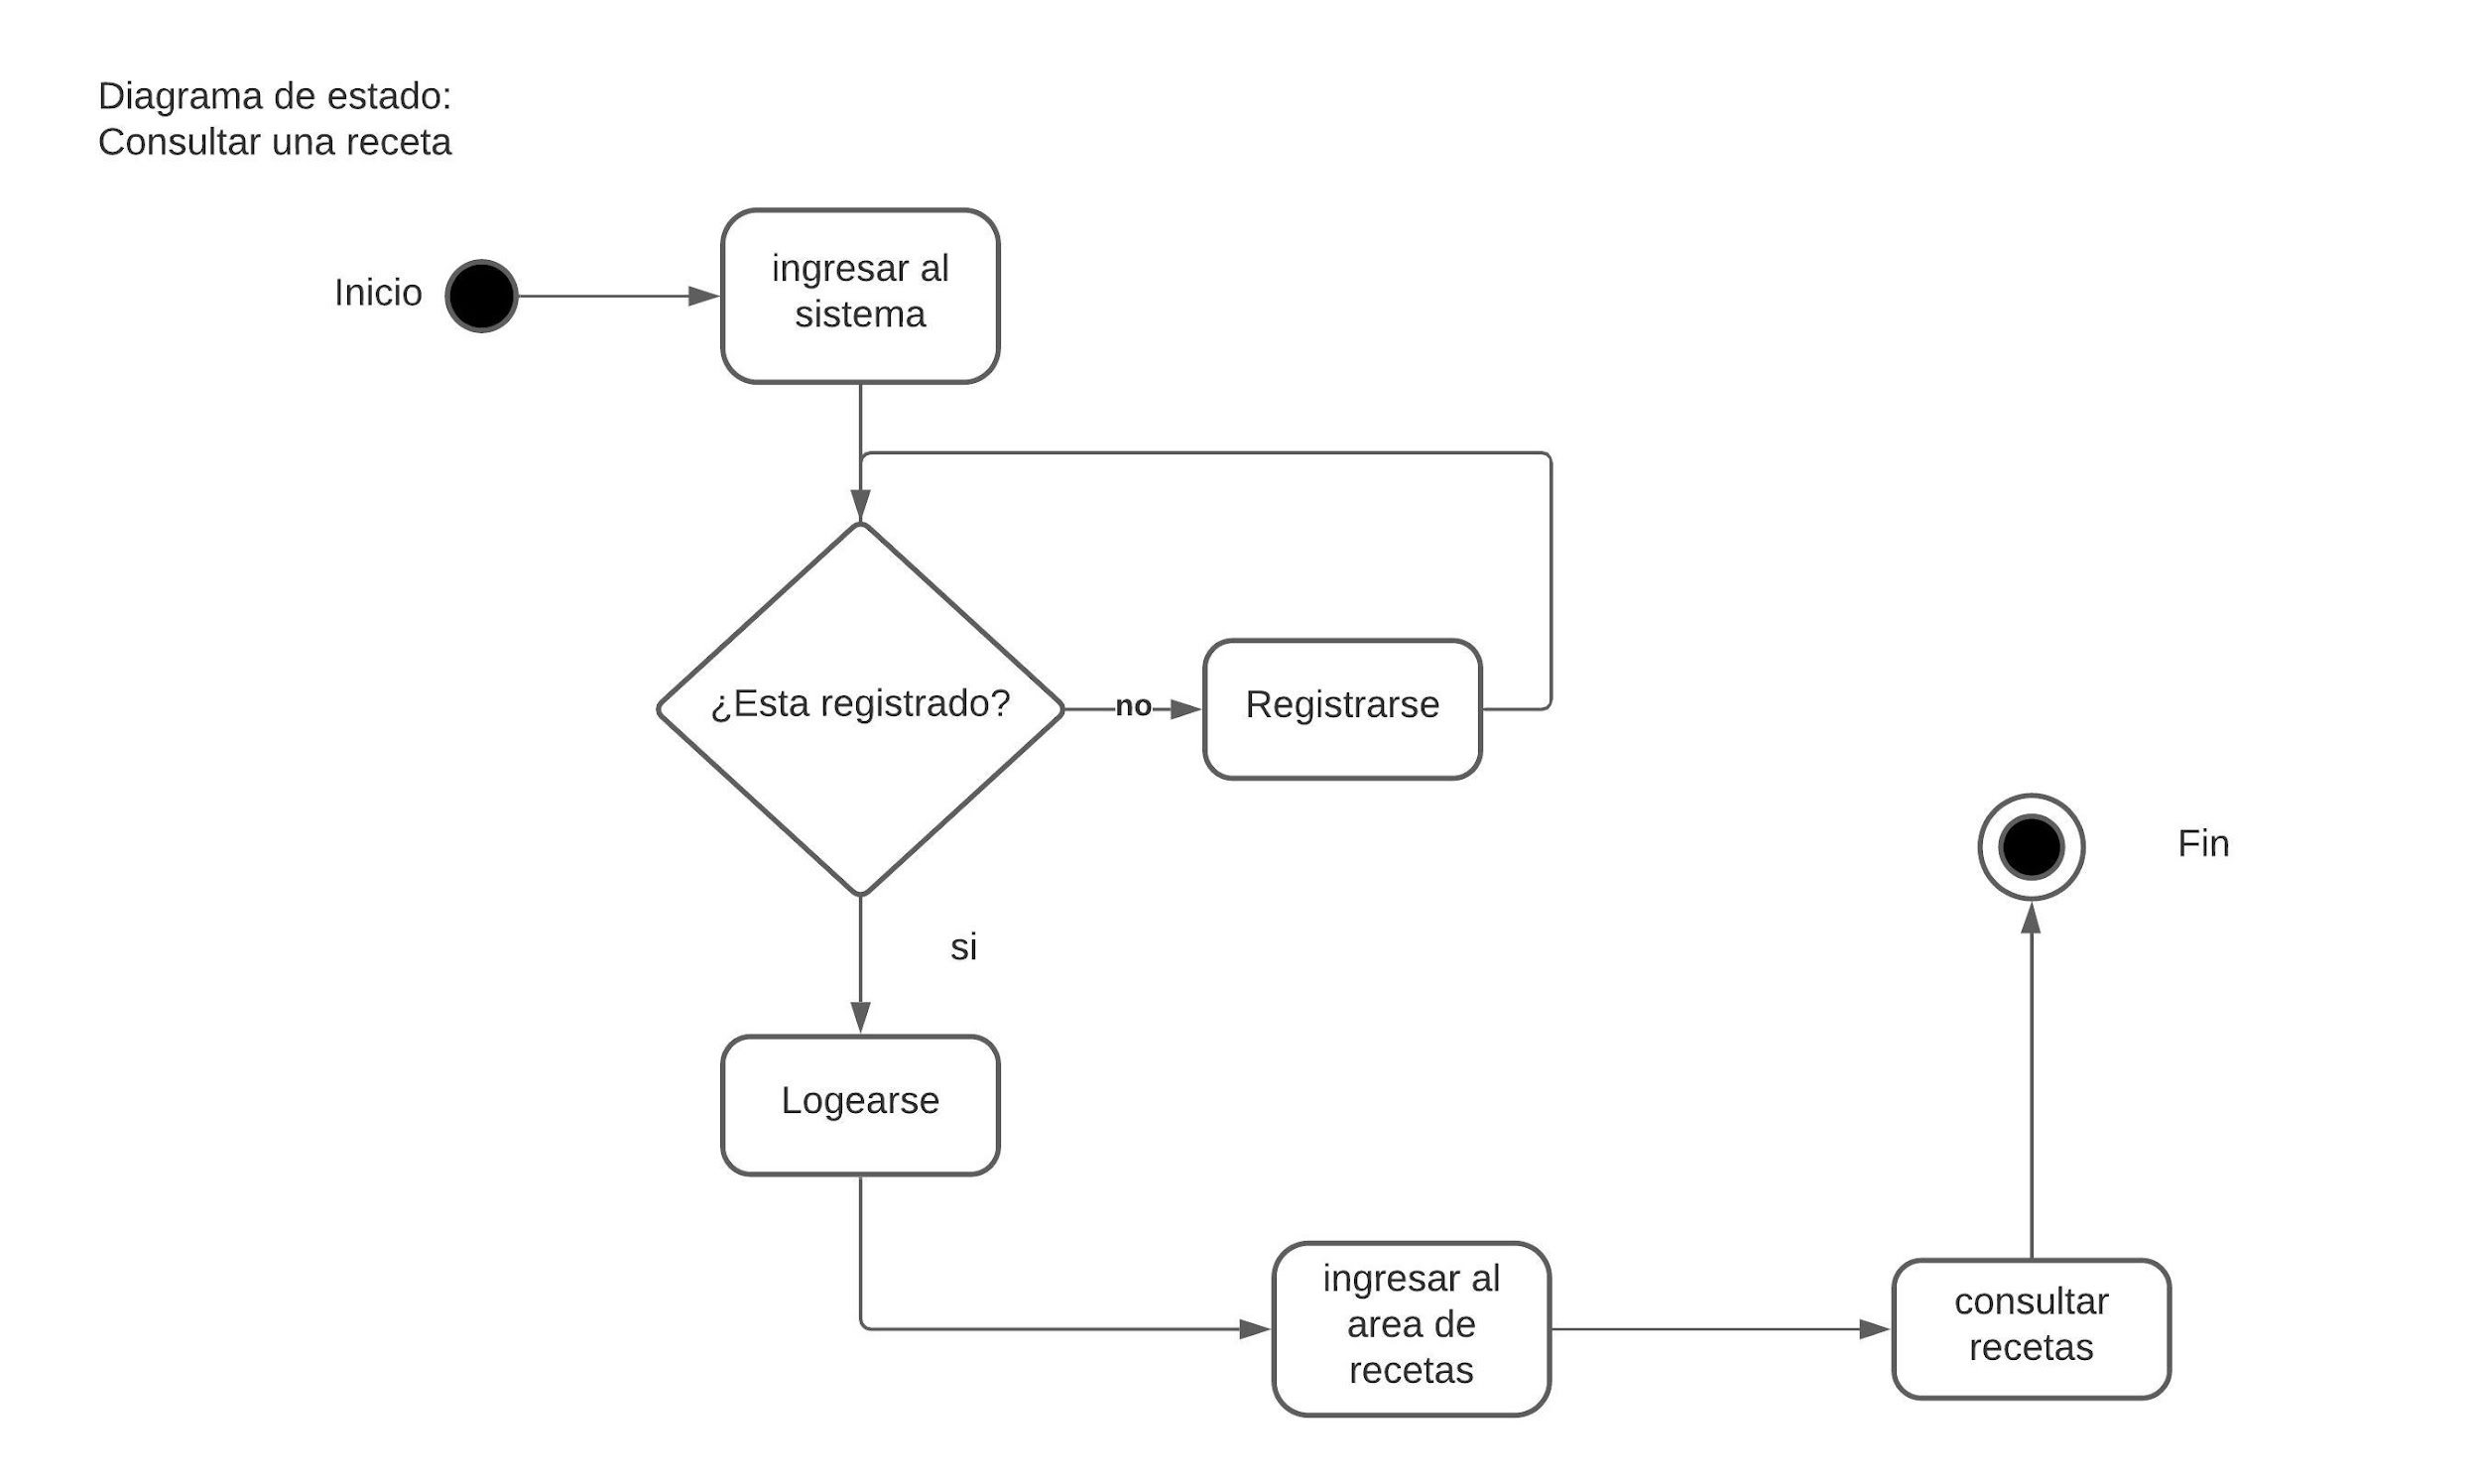 Diagrama de estado:
Consultar una receta
Inicio
ingresar al
sistema
¿Esta registrado?
no
Registrarse
si
Logearse
ingresar al
area de
recetas
consultar
recetas
Fin